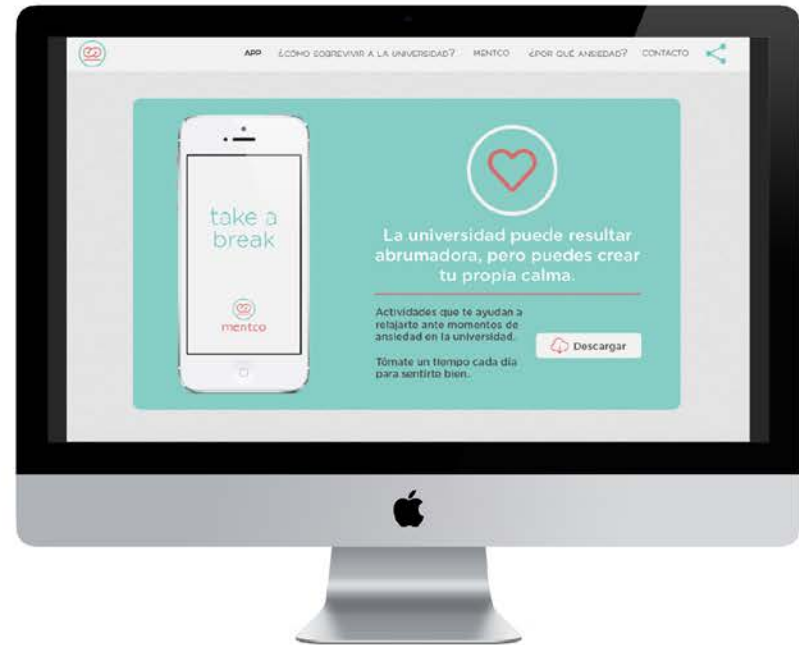 APP ¿CÓMO SOBREVIVIR A LA UNIVERSIDAD? MENTCO ¿POR QUÉ ANSIEDAD? CONTACTO
take a
break
mentco
La universidad puede resultar
abrumadora, pero puedes crear
tu propia calma.
Actividades que te ayudan a
relajarte ante momentos de
ansiedad en la universidad.
Tómate un tiempo cada día
para sentirte bien.
Descargar